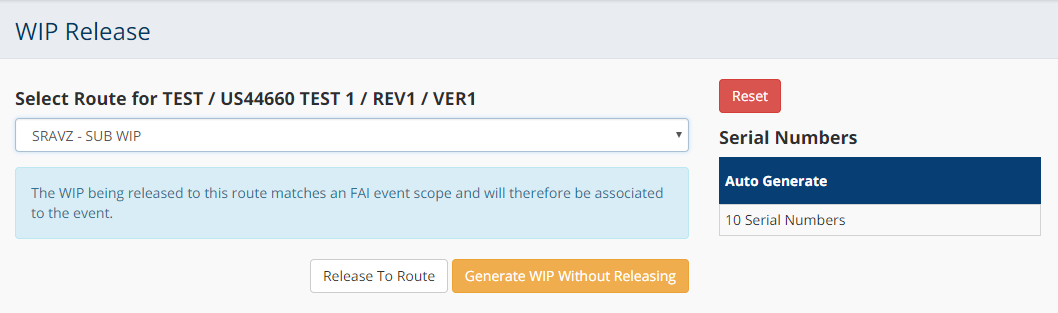 WIP Release
Select Route for TEST / US44660 TEST 1 / REV1 / VER1
SRAVZ - SUB WIP
The WIP being released to this route matches an FAI event scope and will therefore be associated
to the event.
Release To Route
Generate WIP Without Releasing
Reset
Serial Numbers
Auto Generate
10 Serial Numbers